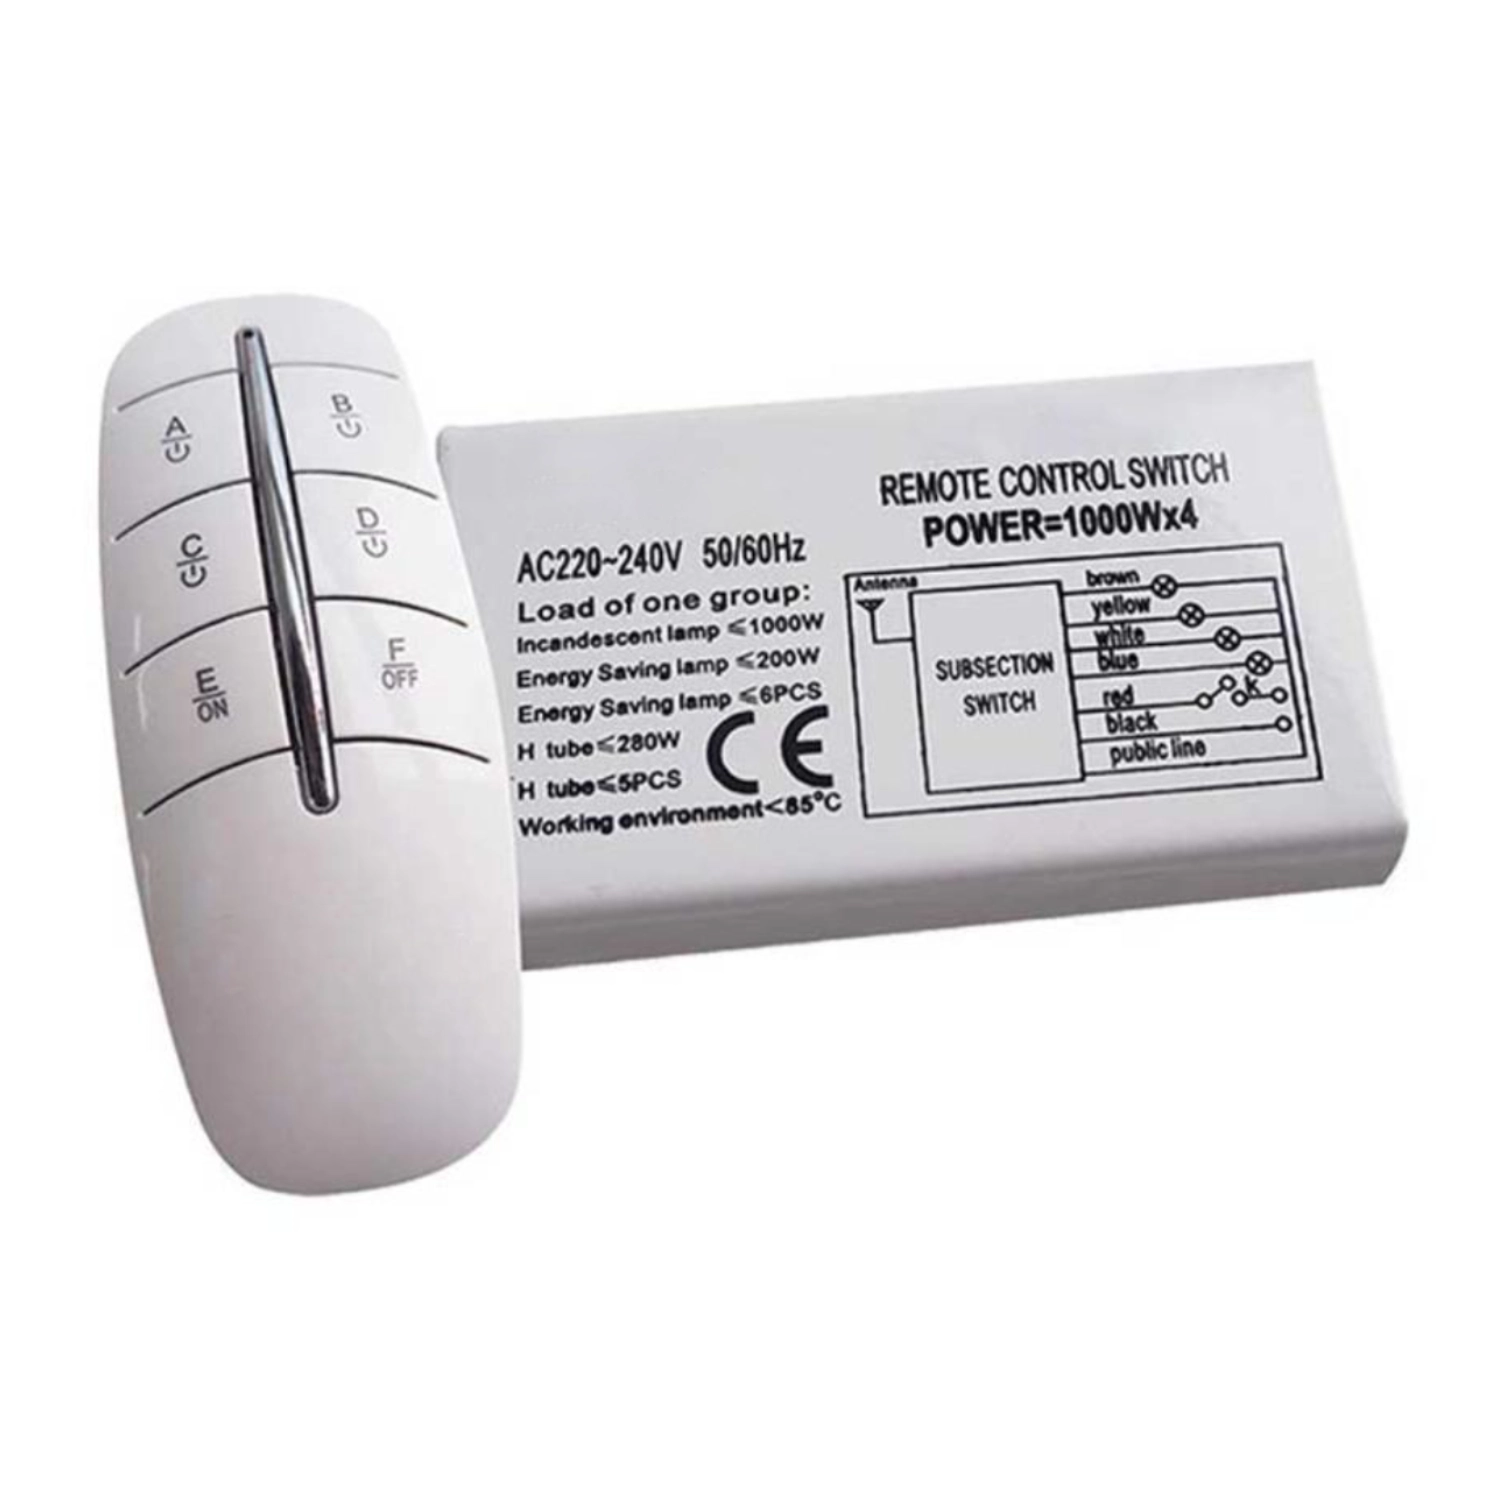 A
B
C
D
E
ON
F
OFF
REMOTE CONTROL SWITCH
POWER=1000Wx4
AC220~240V 50/60Hz
Load of one group:
Incandescent lamp ≤1000W
Energy Saving lamp ≤200W
Energy Saving lamp ≤6PCS
H tube≤280W
H tube≤5PCS
Working environment<85°C
CE
Antenna
SUBSECTION
SWITCH
brown
yellow
white
blue
red
k
black
public line